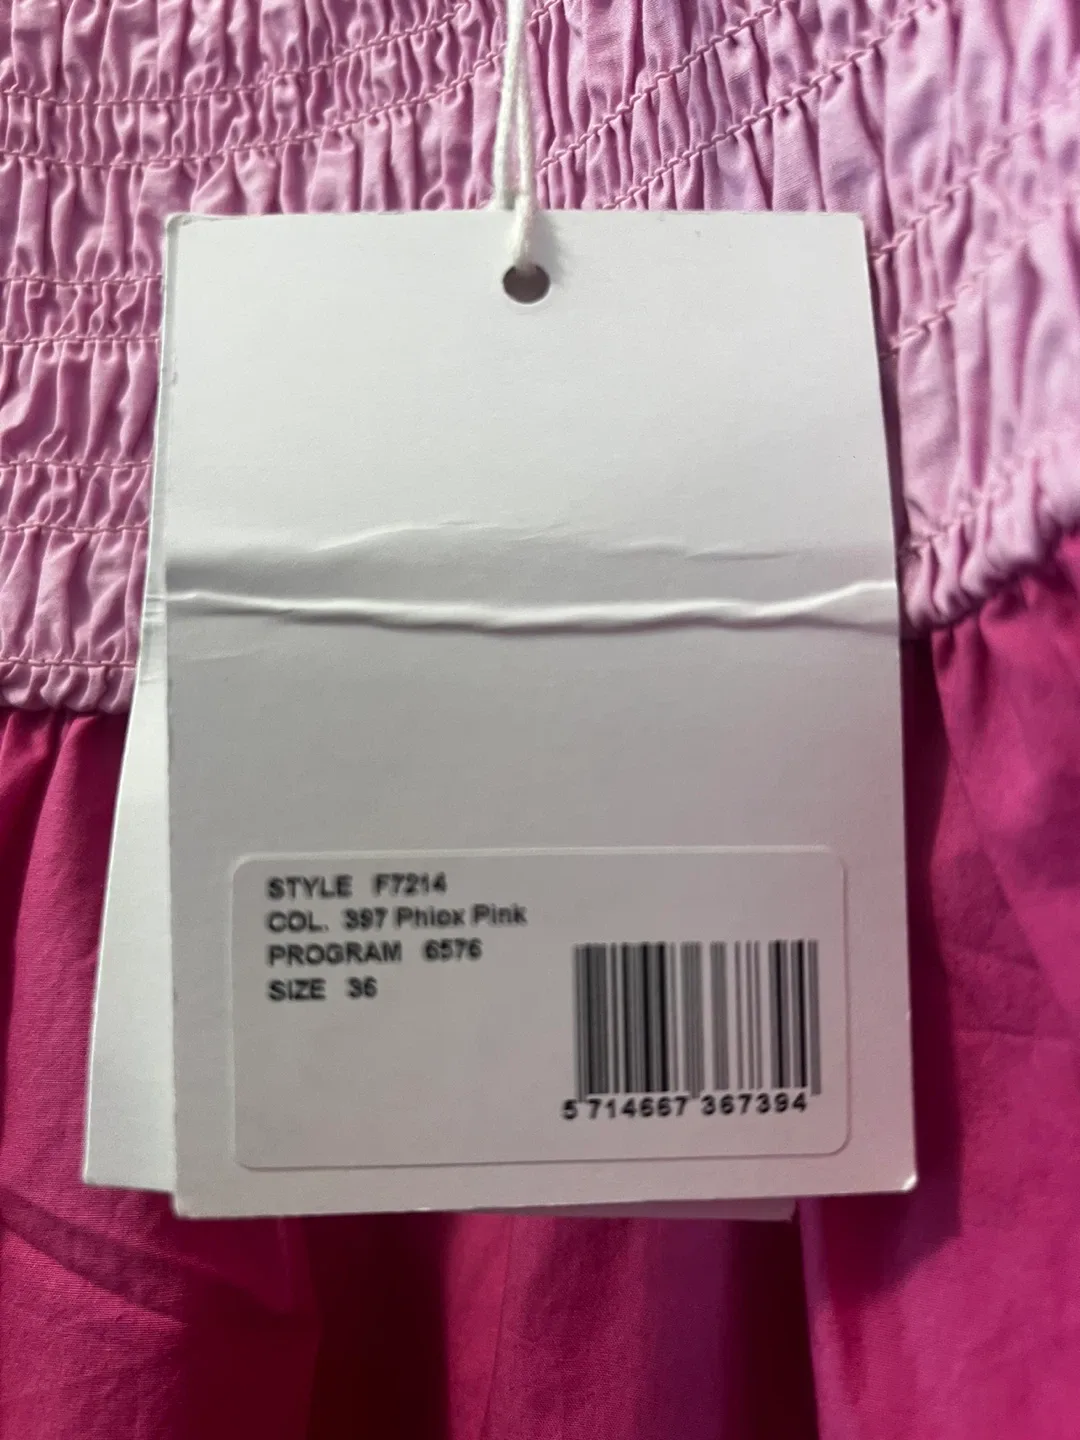 STYLE F7214
COL. 397 Phlox Pink
PROGRAM 6576
SIZE 36
5 714667 367394